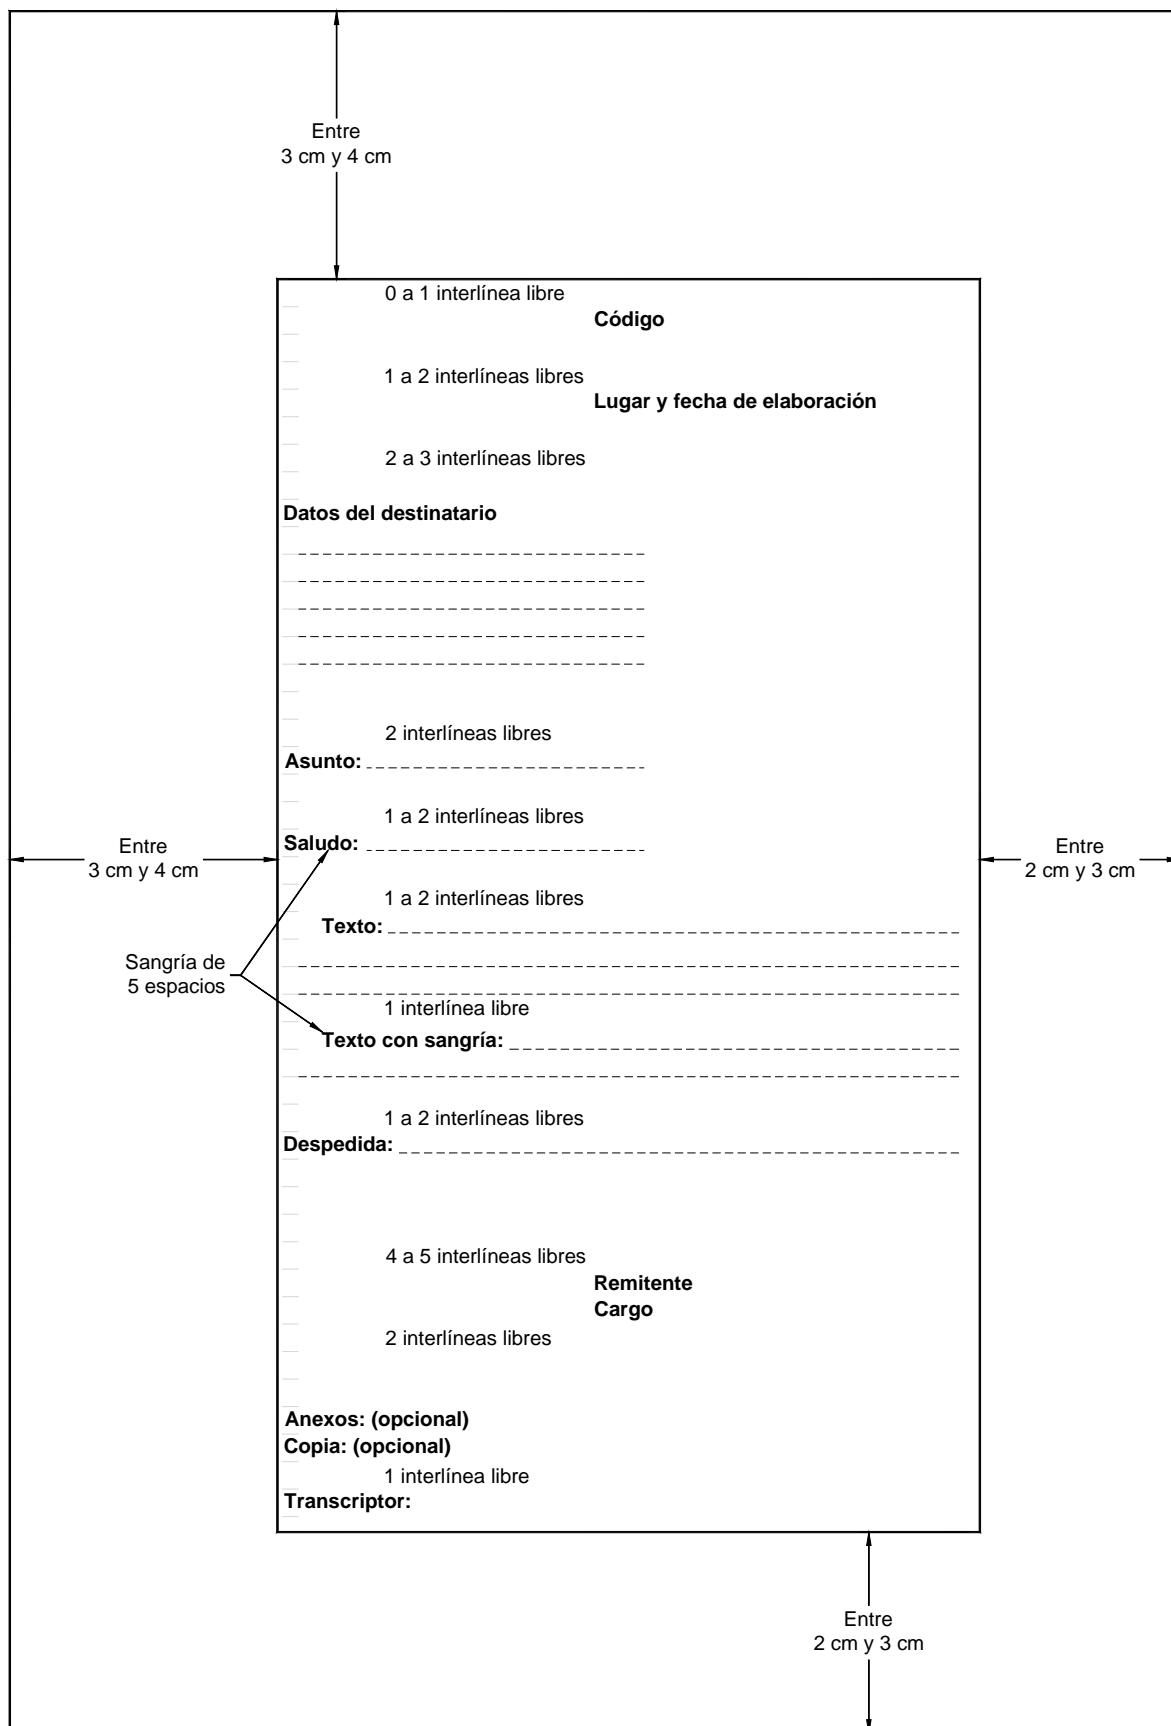 Entre
3 cm y 4 cm
0 a 1 interlínea libre
Código
1 a 2 interlíneas libres
Lugar y fecha de elaboración
2 a 3 interlíneas libres
Datos del destinatario
2 interlíneas libres
Asunto:
1 a 2 interlíneas libres
Saludo:
Entre
3 cm y 4 cm
Entre
2 cm y 3 cm
1 a 2 interlíneas libres
Texto:
Sangría de
5 espacios
1 interlínea libre
Texto con sangría:
1 a 2 interlíneas libres
Despedida:
4 a 5 interlíneas libres
Remitente
Cargo
2 interlíneas libres
Anexos: (opcional)
Copia: (opcional)
1 interlínea libre
Transcriptor:
Entre
2 cm y 3 cm